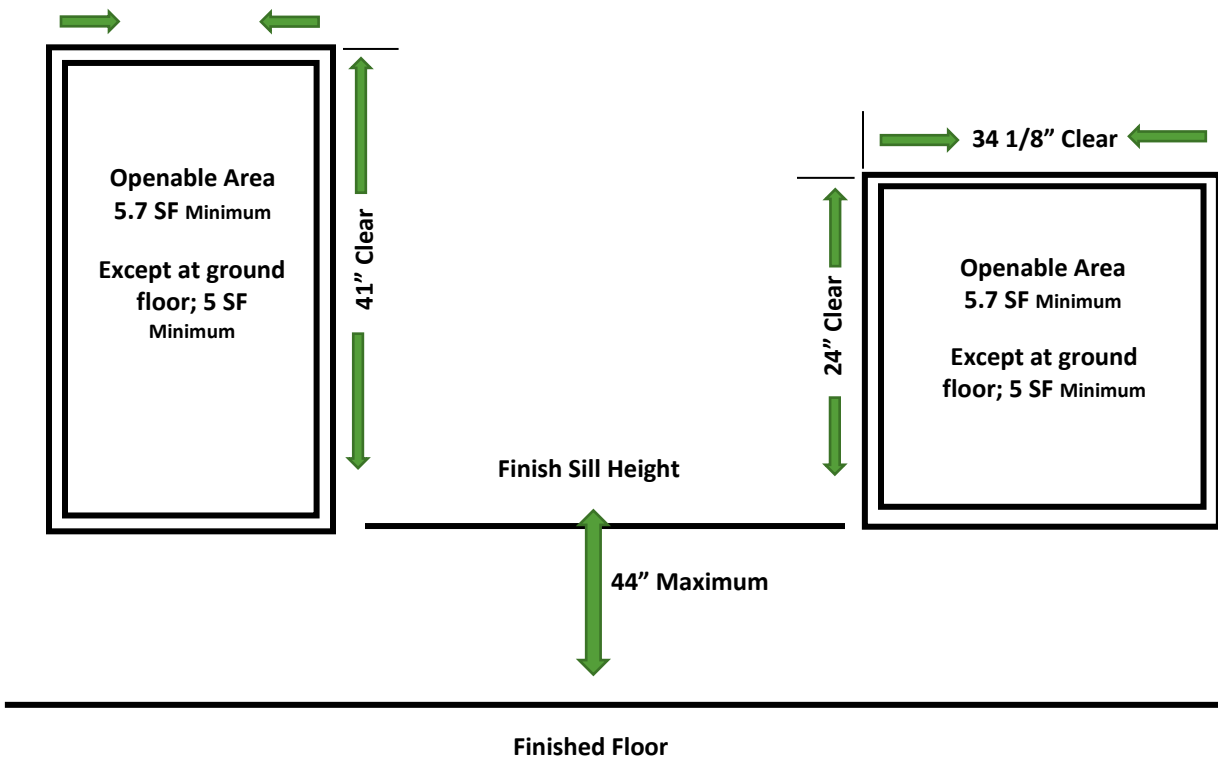 Openable Area
5.7 SF Minimum
Except at ground
floor; 5 SF
Minimum
41” Clear
Finish Sill Height
44” Maximum
24” Clear
34 1/8” Clear
Openable Area
5.7 SF Minimum
Except at ground
floor; 5 SF Minimum
Finished Floor